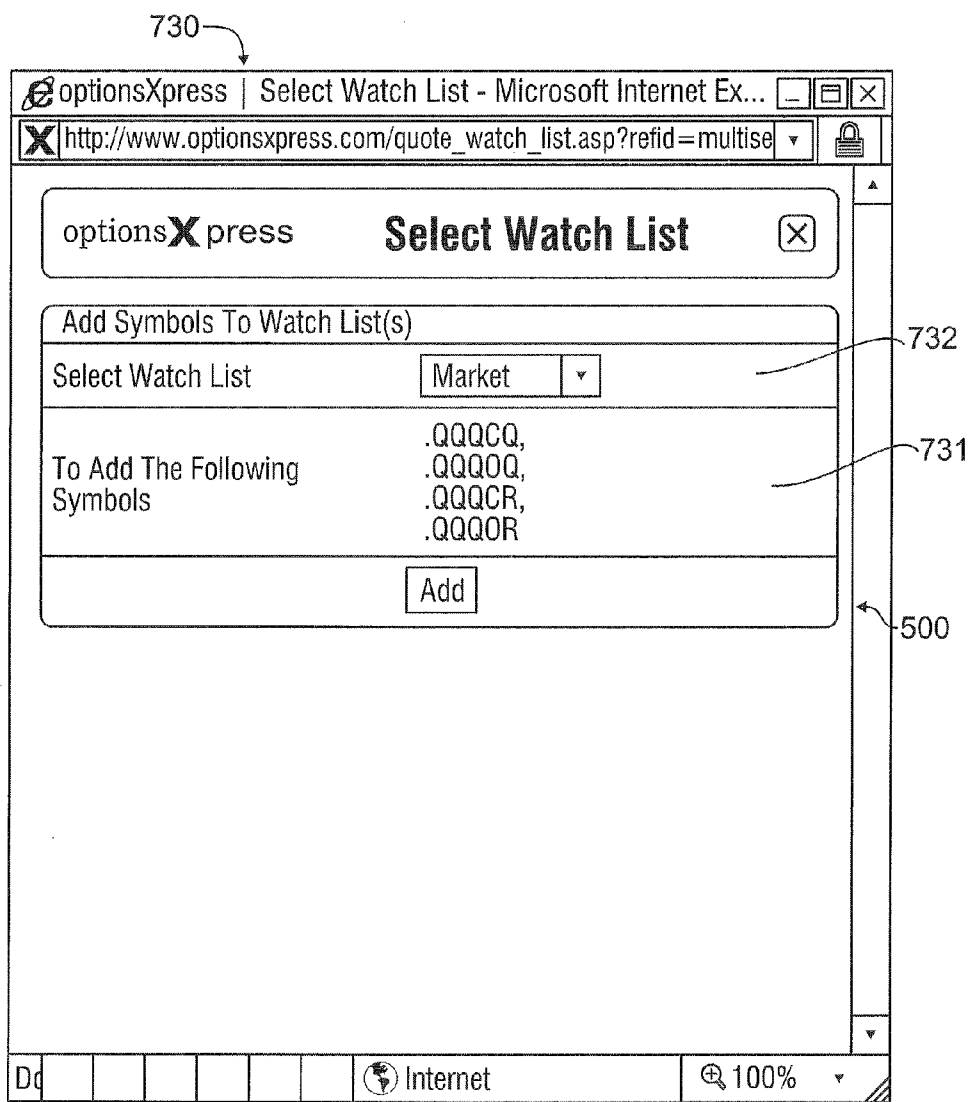 730
optionsXpress | Select Watch List - Microsoft Internet Ex...
http://www.optionsxpress.com/quote_watch_list.asp?refid=multise
optionsXpress Select Watch List
Add Symbols To Watch List(s)
732
Select Watch List Market
731
To Add The Following
Symbols
.QQQCQ,
.QQQOQ,
.QQQCR,
.QQQOR
Add
500
Internet 100%